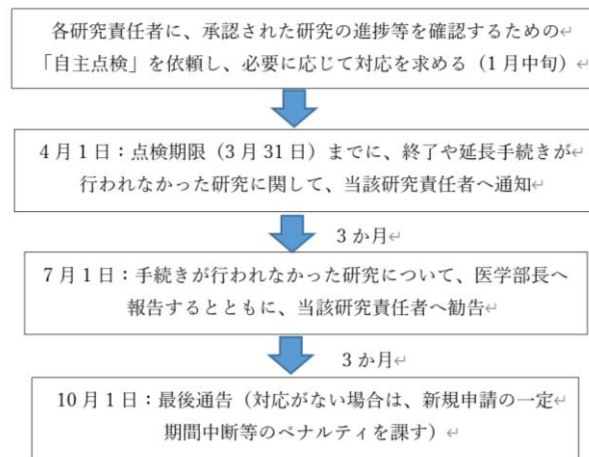 各研究責任者に、承認された研究の進捗等を確認するための↵
「自主点検」を依頼し、必要に応じて対応を求める（1月中旬）↵
4月1日：点検期限（3月31日）までに、終了や延長手続きが↵
行われなかった研究に関して、当該研究責任者へ通知↵
3か月↵
7月1日：手続きが行われなかった研究について、医学部長へ↵
報告するとともに、当該研究責任者へ勧告↵
3か月↵
10月1日：最後通告（対応がない場合は、新規申請の一定↵
期間中断等のペナルティを課す）↵